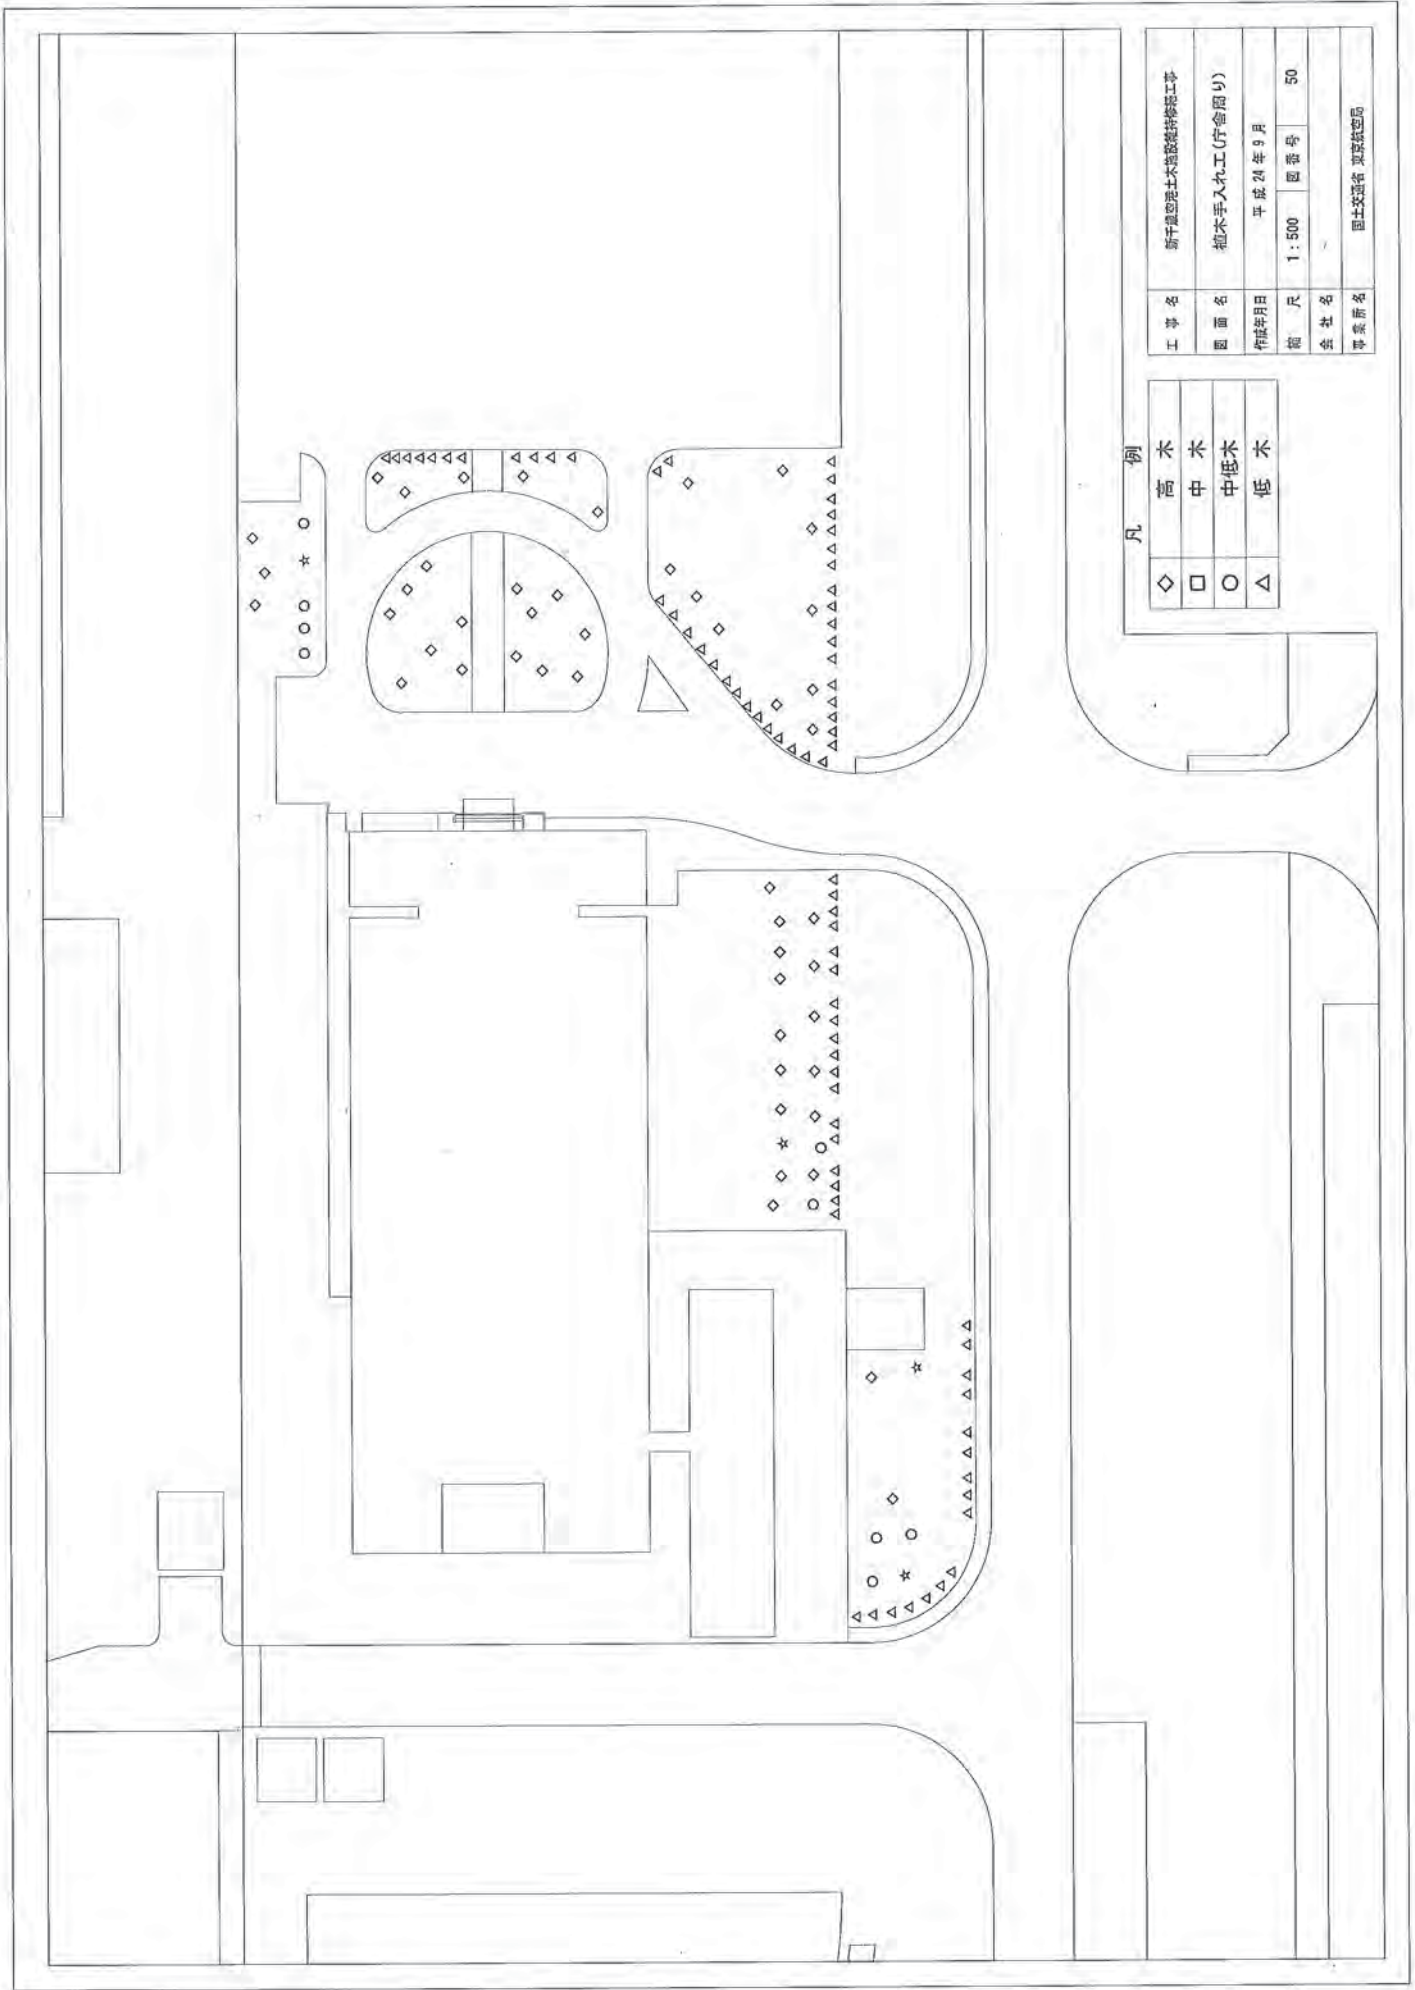 工事名 新千歳空港土木施設維持修繕工事
図面名 植木手入れ工(庁舎周り)
作成年月日 平成24年9月
縮尺 1:500 図番号 50
会社名
事業所名 国土交通省 東京航空局
凡例
高木
中木
中低木
低木